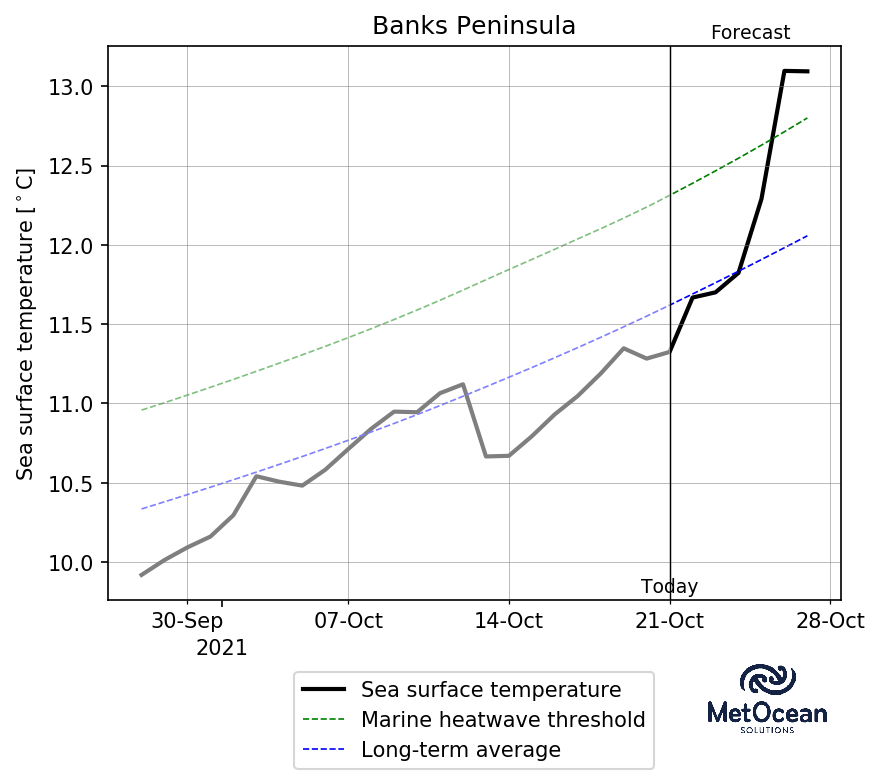 Banks Peninsula
Forecast
Sea surface temperature [°C]
13.0
12.5
12.0
11.5
11.0
10.5
10.0
Today
30-Sep 07-Oct 14-Oct 21-Oct 28-Oct
2021
Sea surface temperature
Marine heatwave threshold
Long-term average
MetOcean
SOLUTIONS